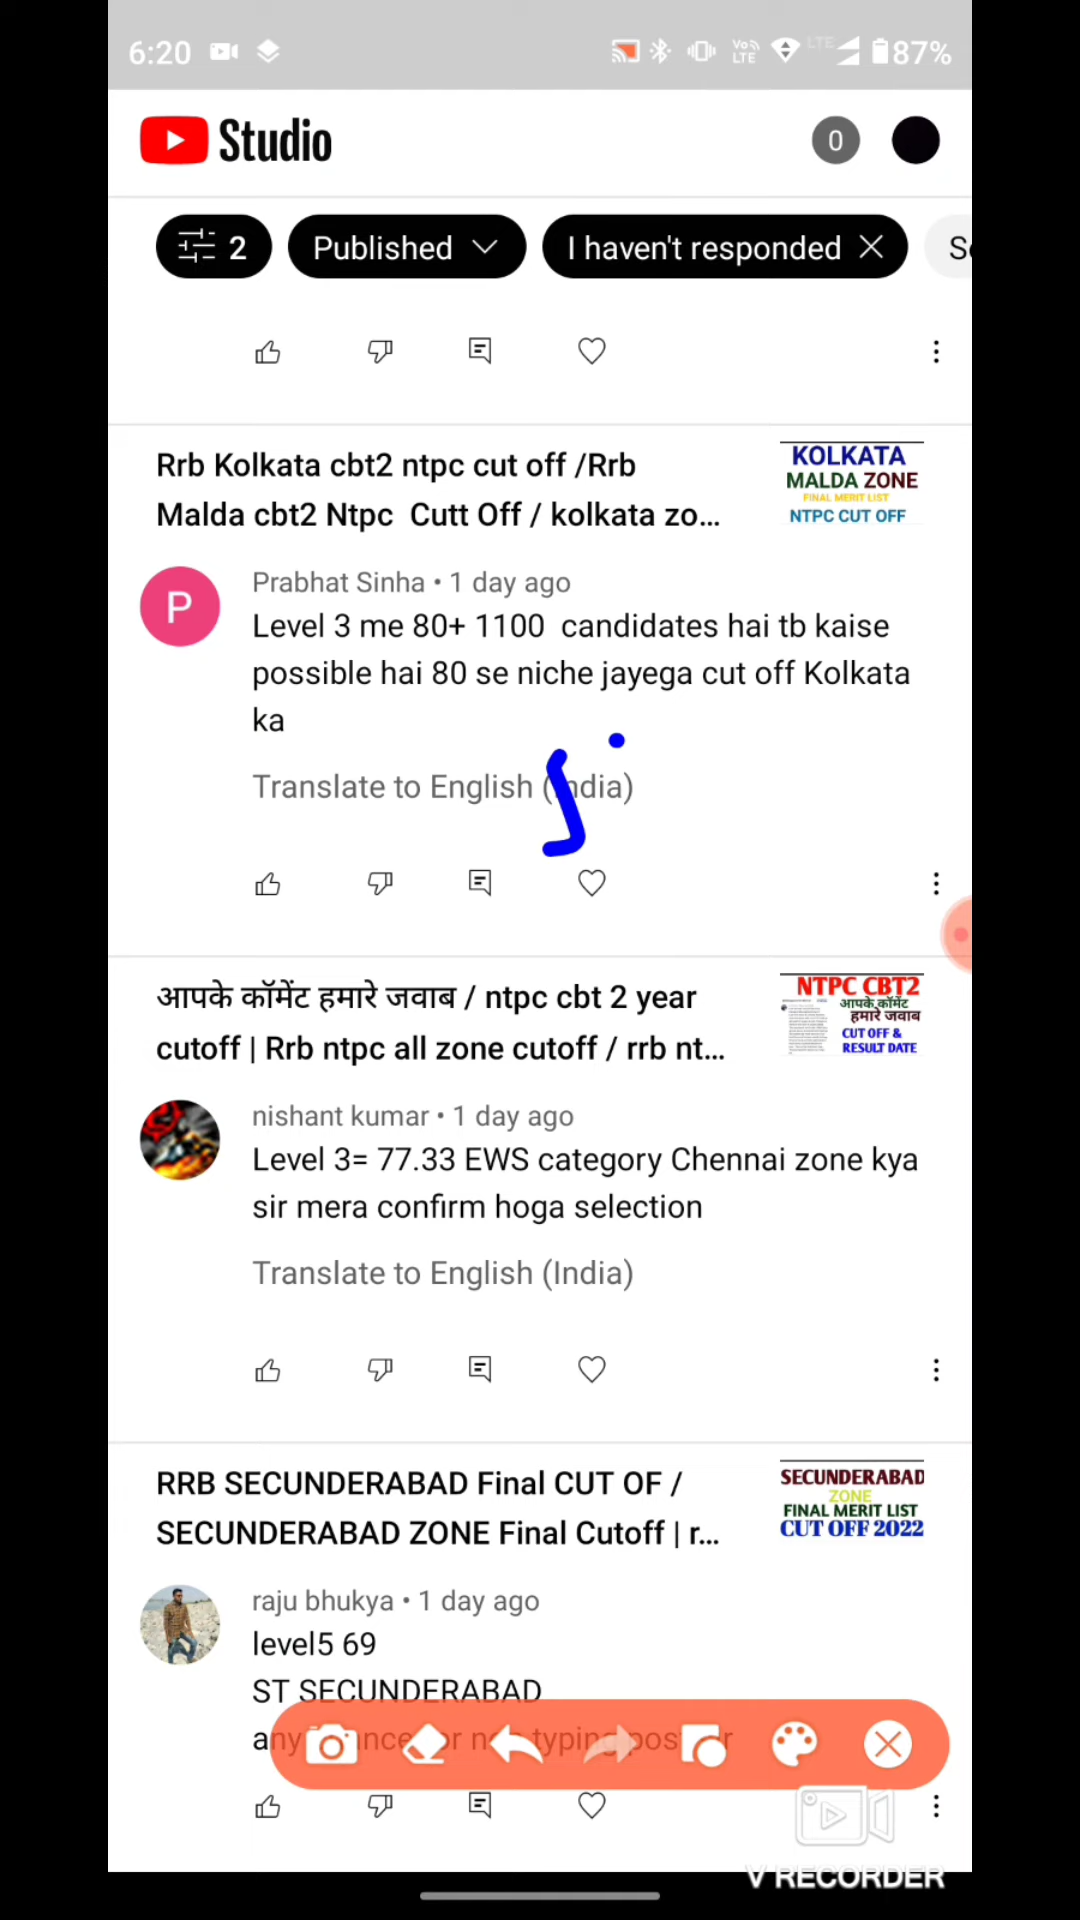 6:20 Vo LTE LTE 87%
Studio 0
2 Published I haven't responded
Rrb Kolkata cbt2 ntpc cut off /Rrb
Malda cbt2 Ntpc Cutt Off / kolkata zo...
KOLKATA
MALDA ZONE
FINAL MERIT LIST
NTPC CUT OFF
P
Prabhat Sinha • 1 day ago
Level 3 me 80+ 1100 candidates hai tb kaise
possible hai 80 se niche jayega cut off Kolkata
ka
Translate to English (India)
आपके कॉमेंट हमारे जवाब / ntpc cbt 2 year
cutoff | Rrb ntpc all zone cutoff / rrb nt...
NTPC CBT2
आपके कॉमेंट
हमारे जवाब
CUT OFF &
RESULT DATE
nishant kumar • 1 day ago
Level 3= 77.33 EWS category Chennai zone kya
sir mera confirm hoga selection
Translate to English (India)
RRB SECUNDERABAD Final CUT OF /
SECUNDERABAD ZONE Final Cutoff | r...
SECUNDERABAD
ZONE
FINAL MERIT LIST
CUT OFF 2022
raju bhukya • 1 day ago
level5 69
ST SECUNDERABAD
any typing
V RECORDER